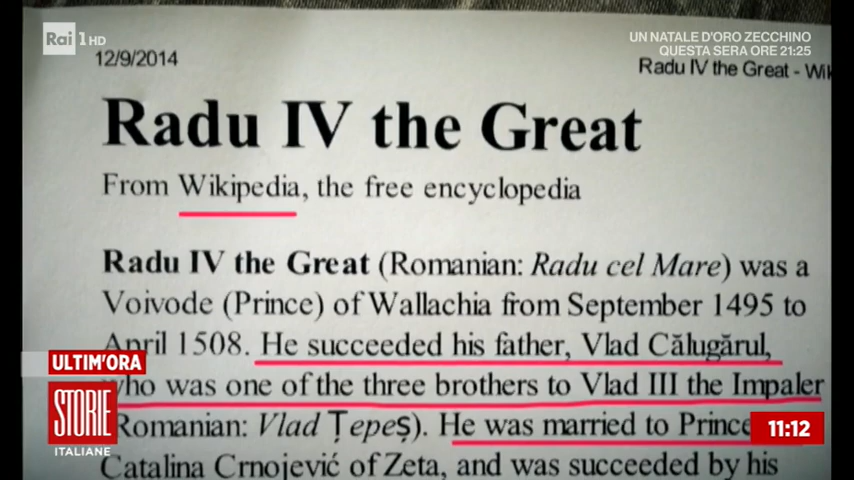 Rai 1 HD
UN NATALE D'ORO ZECCHINO
QUESTA SERA ORE 21:25
12/9/2014
Radu IV the Great - Wik
Radu IV the Great
From Wikipedia, the free encyclopedia
Radu IV the Great (Romanian: Radu cel Mare) was a
Voivode (Prince) of Wallachia from September 1495 to
April 1508. He succeeded his father, Vlad Călugărul,
who was one of the three brothers to Vlad III the Impaler
Romanian: Vlad Țepeș). He was married to Prince
Catalina Crnojević of Zeta, and was succeeded by his
ULTIM'ORA
STORIE
ITALIANE
11:12